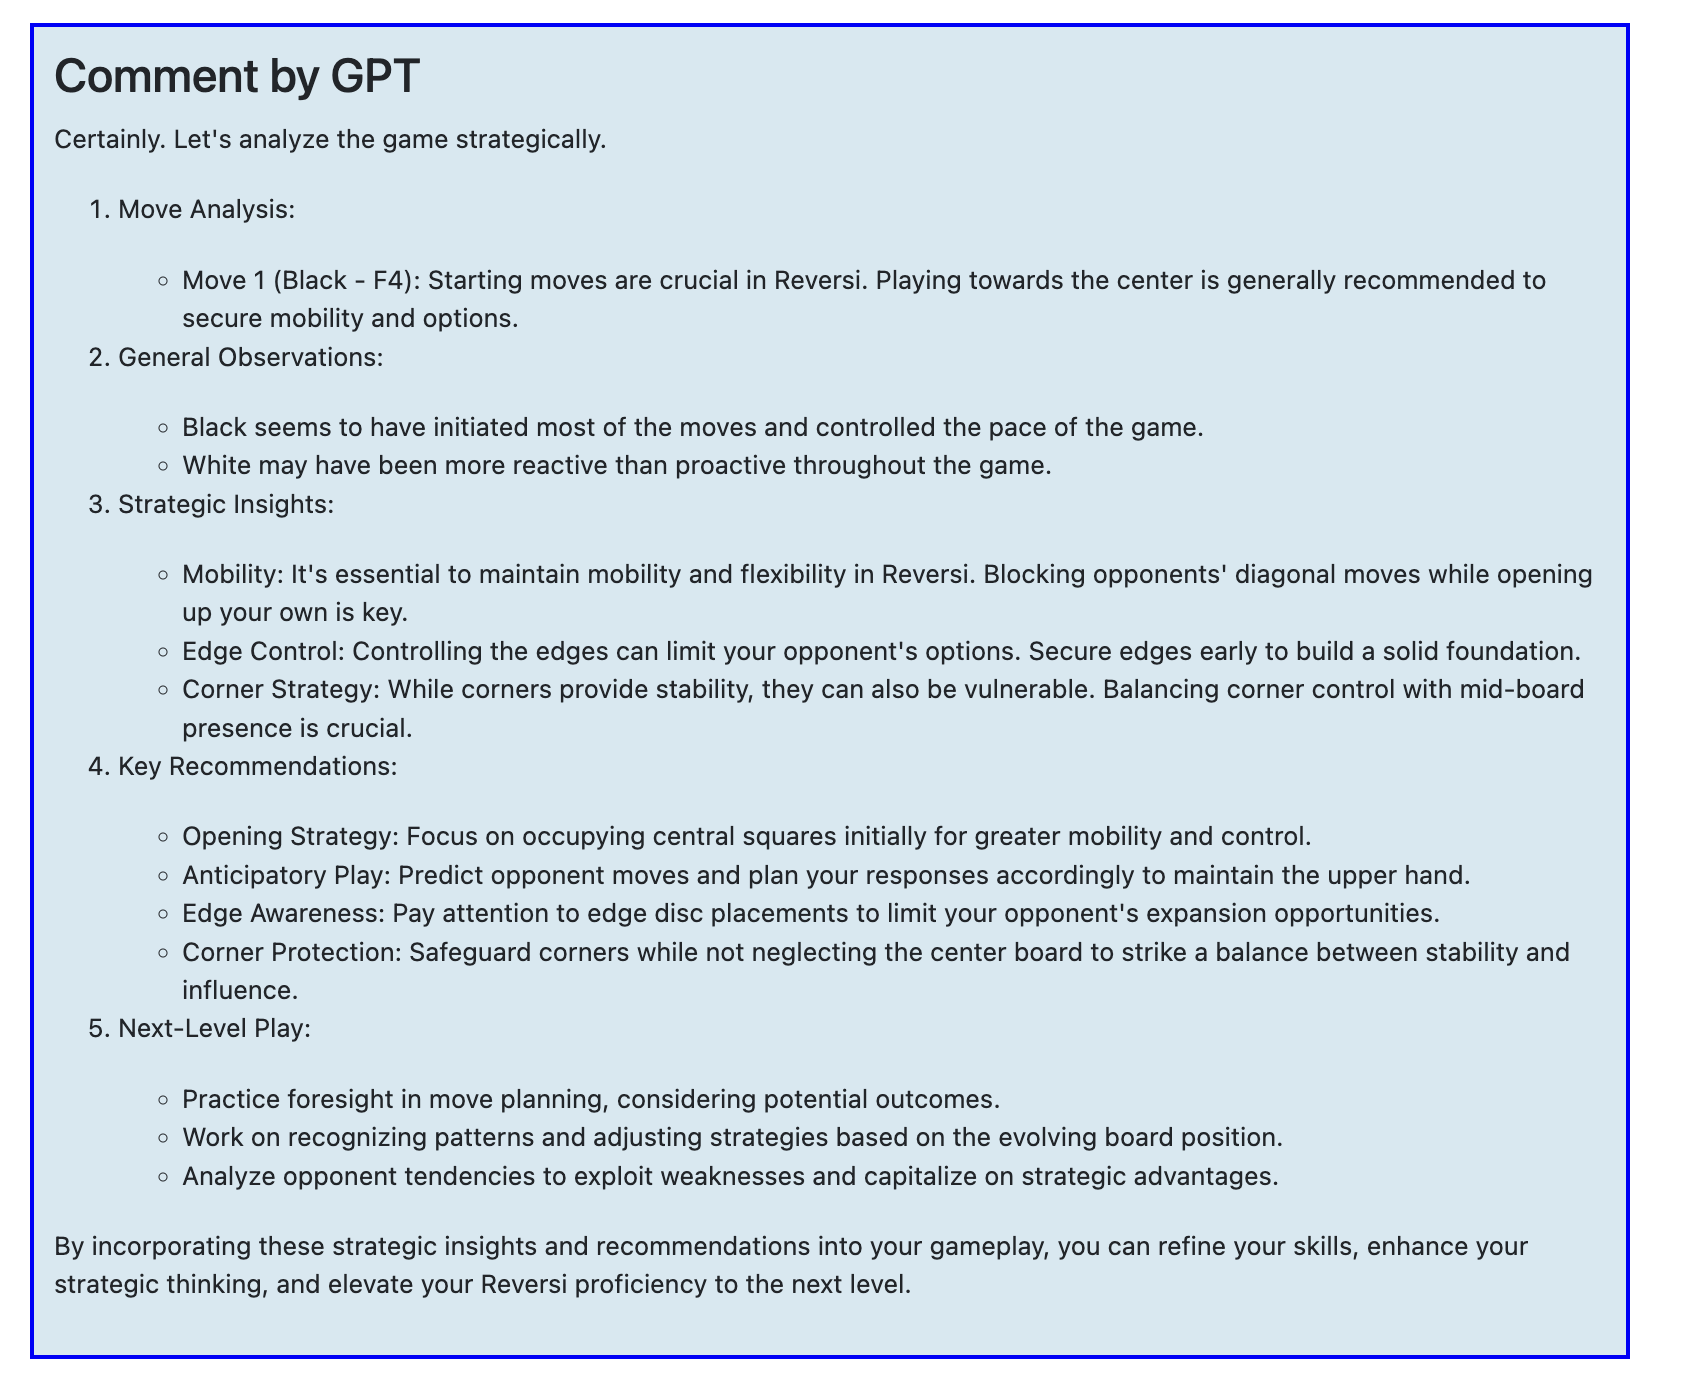 Comment by GPT
Certainly. Let's analyze the game strategically.
1. Move Analysis:
◦ Move 1 (Black - F4): Starting moves are crucial in Reversi. Playing towards the center is generally recommended to
secure mobility and options.
2. General Observations:
◦ Black seems to have initiated most of the moves and controlled the pace of the game.
◦ White may have been more reactive than proactive throughout the game.
3. Strategic Insights:
◦ Mobility: It's essential to maintain mobility and flexibility in Reversi. Blocking opponents' diagonal moves while opening
up your own is key.
◦ Edge Control: Controlling the edges can limit your opponent's options. Secure edges early to build a solid foundation.
◦ Corner Strategy: While corners provide stability, they can also be vulnerable. Balancing corner control with mid-board
presence is crucial.
4. Key Recommendations:
◦ Opening Strategy: Focus on occupying central squares initially for greater mobility and control.
◦ Anticipatory Play: Predict opponent moves and plan your responses accordingly to maintain the upper hand.
◦ Edge Awareness: Pay attention to edge disc placements to limit your opponent's expansion opportunities.
◦ Corner Protection: Safeguard corners while not neglecting the center board to strike a balance between stability and
influence.
5. Next-Level Play:
◦ Practice foresight in move planning, considering potential outcomes.
◦ Work on recognizing patterns and adjusting strategies based on the evolving board position.
◦ Analyze opponent tendencies to exploit weaknesses and capitalize on strategic advantages.
By incorporating these strategic insights and recommendations into your gameplay, you can refine your skills, enhance your
strategic thinking, and elevate your Reversi proficiency to the next level.